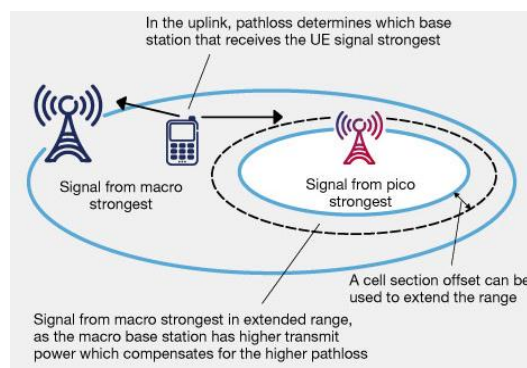 In the uplink, pathloss determines which base
station that receives the UE signal strongest
Signal from macro
strongest
Signal from pico
strongest
A cell section offset can be
used to extend the range
Signal from macro strongest in extended range,
as the macro base station has higher transmit
power which compensates for the higher pathloss